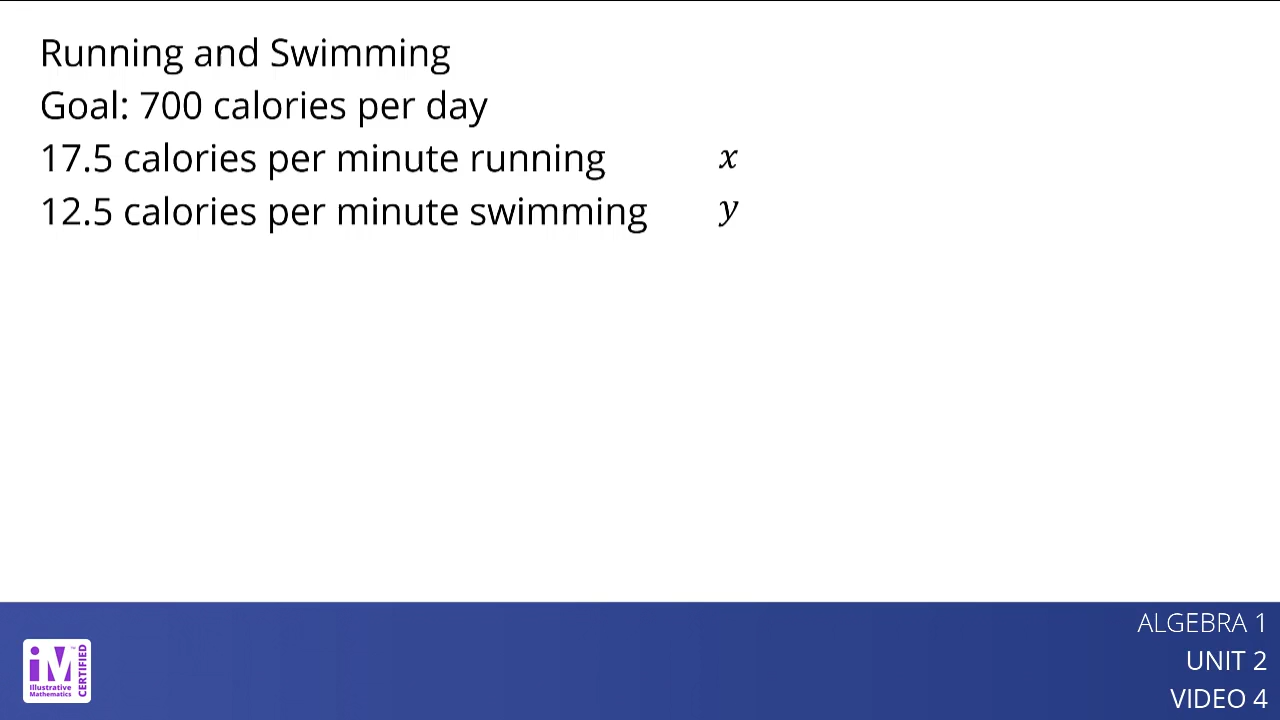 Running and Swimming
Goal: 700 calories per day
17.5 calories per minute running x
12.5 calories per minute swimming y
iM
Illustrative
Mathematics
CERTIFIED
ALGEBRA 1
UNIT 2
VIDEO 4